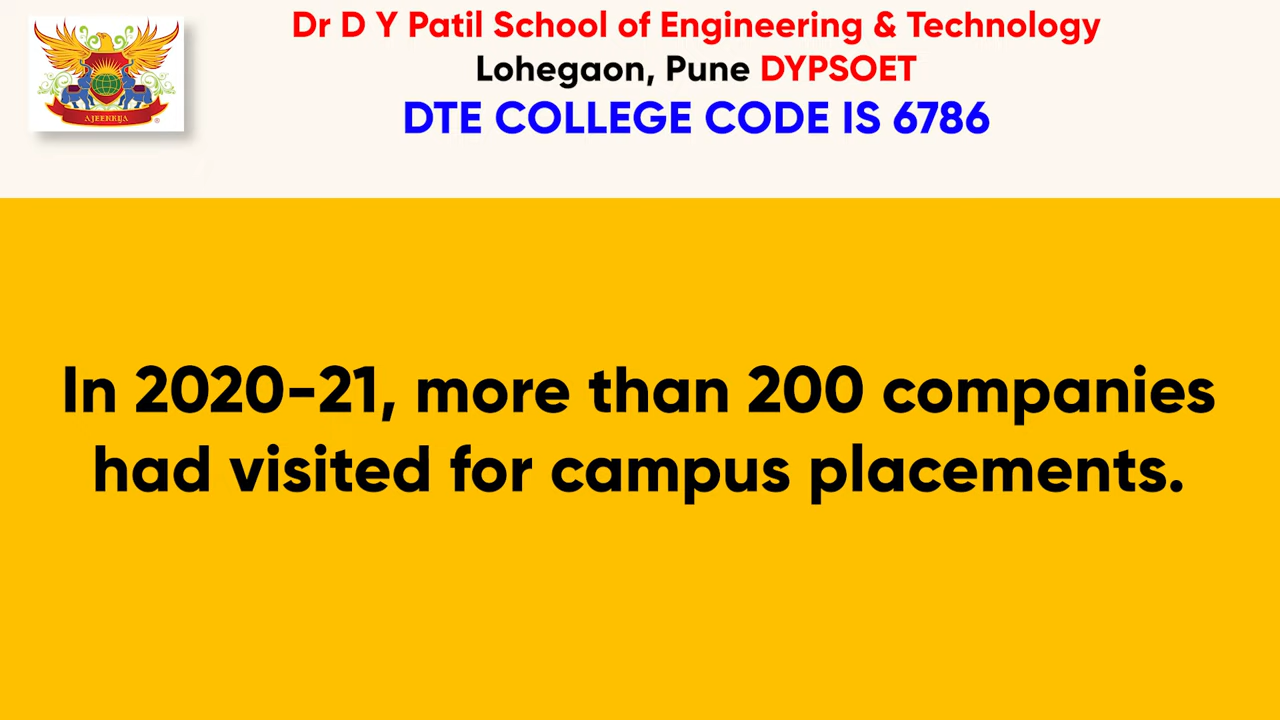 Dr D Y Patil School of Engineering & Technology
Lohegaon, Pune DYPSOET
DTE COLLEGE CODE IS 6786
AJEENKYA
In 2020-21, more than 200 companies
had visited for campus placements.